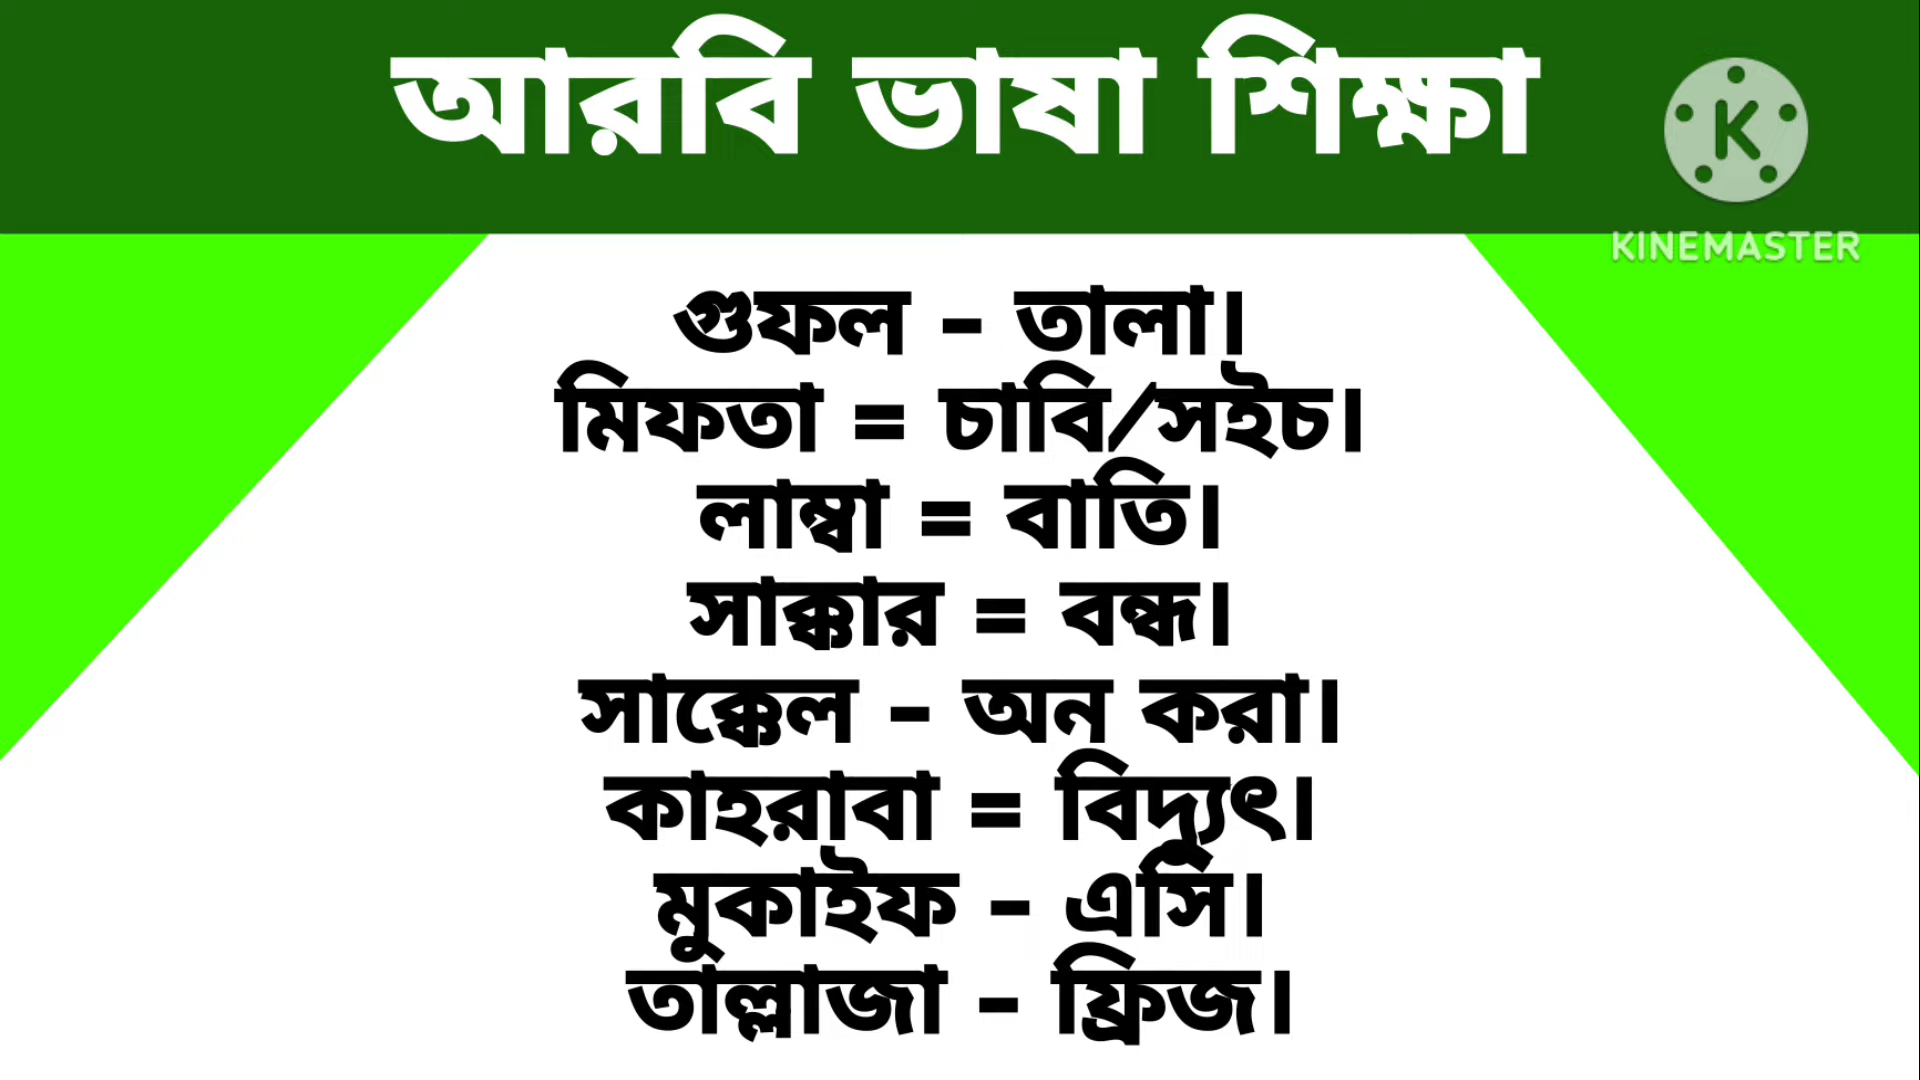 আরবি ভাষা শিক্ষা
K
KINEMASTER
গুফল - তালা।
মিফতা = চাবি/সইচ।
লাম্বা = বাতি।
সাক্কার = বন্ধ।
সাক্কেল - অন করা।
কাহরাবা = বিদ্যুৎ।
মুকাইফ - এসি।
তাল্লাজা - ফ্রিজ।